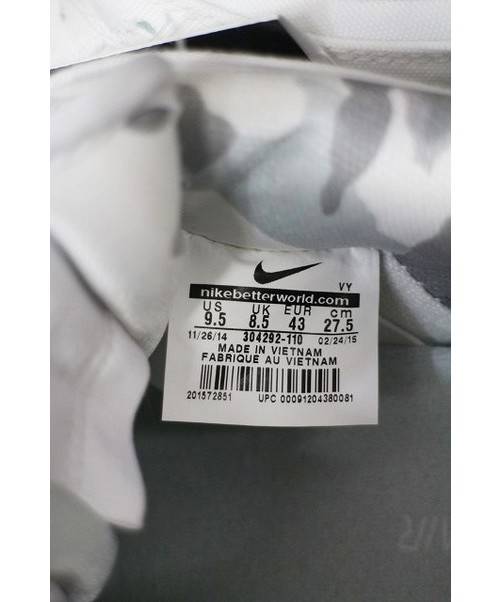 VY
nikebetterworld.com
US UK EUR cm
9.5 8.5 43 27.5
11/26/14 304292-110 02/24/15
MADE IN VIETNAM
FABRIQUE AU VIETNAM
201572851 UPC 00091204380081